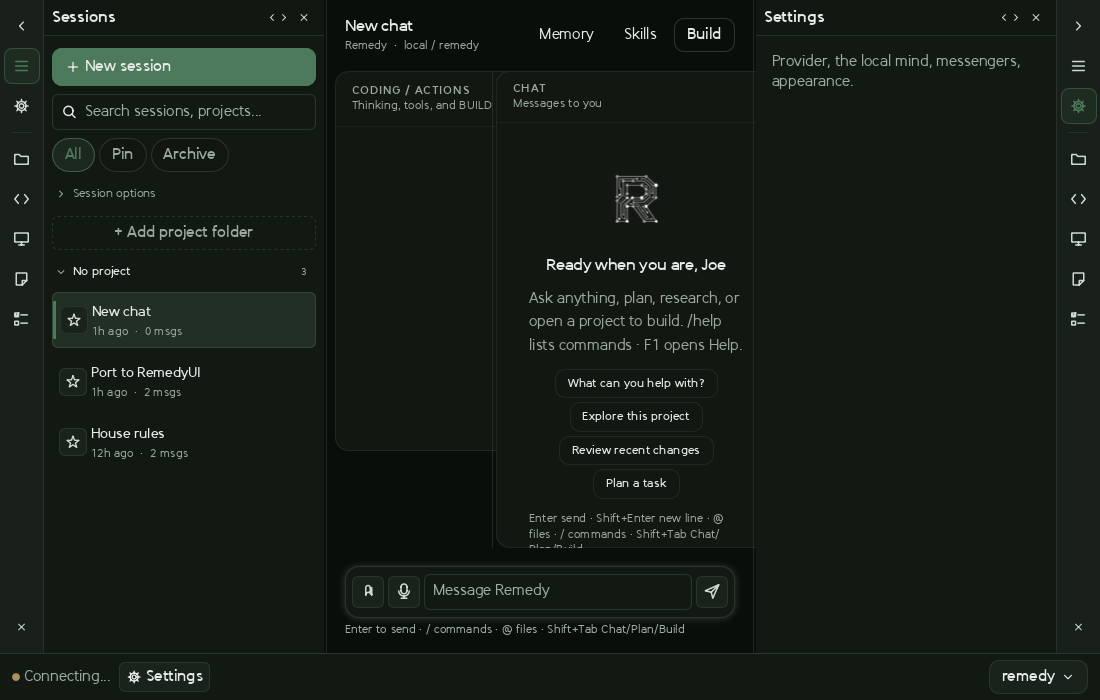 Sessions
New session
Search sessions, projects...
All
Pin
Archive
Session options
+ Add project folder
No project
3
New chat
1h ago · 0 msgs
Port to RemedyUI
1h ago · 2 msgs
House rules
12h ago · 2 msgs
New chat
Remedy · local / remedy
Memory
Skills
Build
CODING / ACTIONS
Thinking, tools, and BUILD
CHAT
Messages to you
Ready when you are, Joe
Ask anything, plan, research, or
open a project to build. /help
lists commands · F1 opens Help.
What can you help with?
Explore this project
Review recent changes
Plan a task
Enter send · Shift+Enter new line · @
files · / commands · Shift+Tab Chat/
Plan/Build
Message Remedy
Enter to send · / commands · @ files · Shift+Tab Chat/Plan/Build
Settings
Provider, the local mind, messengers,
appearance.
Connecting...
Settings
remedy